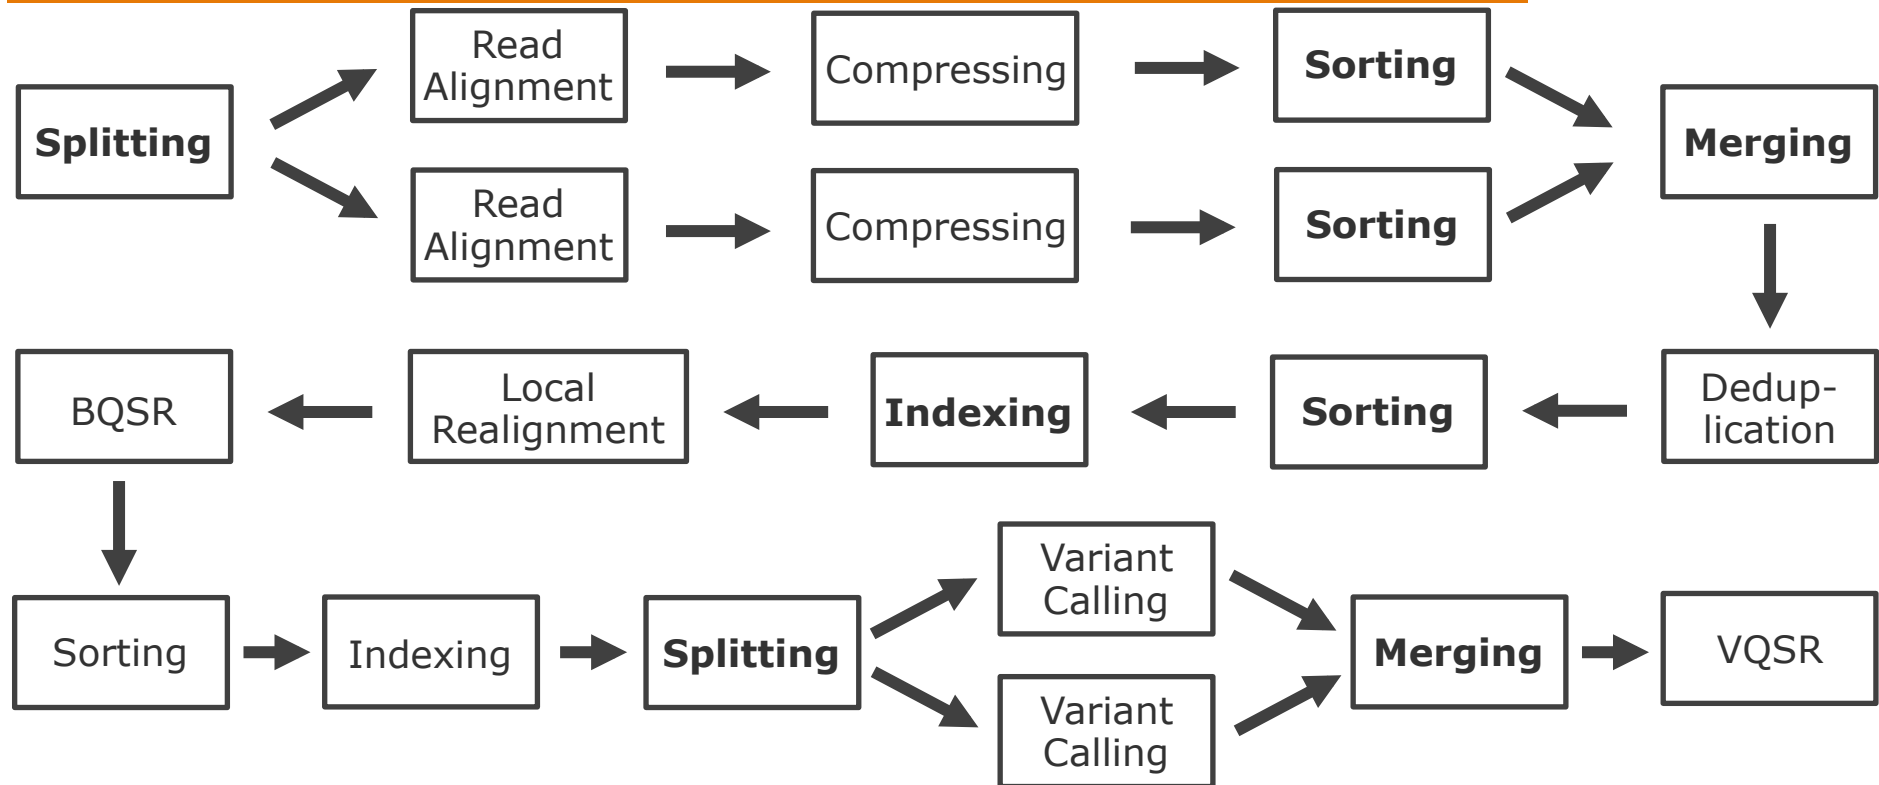 Splitting
Read
Alignment
Compressing
Sorting
Read
Alignment
Compressing
Sorting
Merging
Dedup-
lication
Sorting
Indexing
Local
Realignment
BQSR
Sorting
Indexing
Splitting
Variant
Calling
Variant
Calling
Merging
VQSR